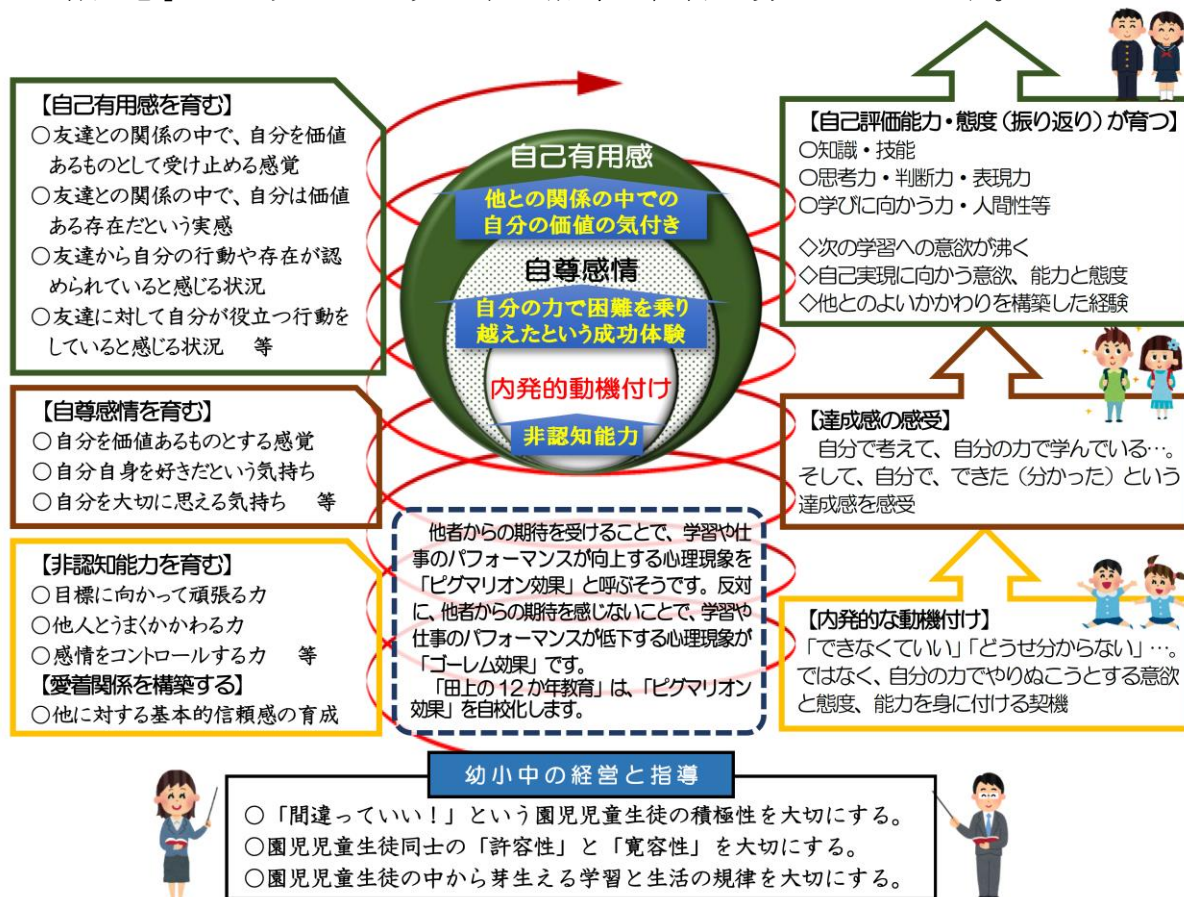 【自己有用感を育む】
○友達との関係の中で、自分を価値
あるものとして受け止める感覚
○友達との関係の中で、自分は価値
ある存在だという実感
○友達から自分の行動や存在が認
められていると感じる状況
○友達に対して自分が役立つ行動を
していると感じる状況　等
【自尊感情を育む】
○自分を価値あるものとする感覚
○自分自身を好きだという気持ち
○自分を大切に思える気持ち　等
【非認知能力を育む】
○目標に向かって頑張る力
○他人とうまくかかわる力
○感情をコントロールする力　等
【愛着関係を構築する】
○他に対する基本的信頼感の育成
自己有用感
他との関係の中での
自分の価値の気付き
自尊感情
自分の力で困難を乗り
越えたという成功体験
内発的動機付け
非認知能力
他者からの期待を受けることで、学習や仕
事のパフォーマンスが向上する心理現象を
「ピグマリオン効果」と呼ぶそうです。反対
に、他者からの期待を感じないことで、学習や
仕事のパフォーマンスが低下する心理現象が
「ゴーレム効果」です。
「田上の12か年教育」は、「ピグマリオン
効果」を自校化します。
【自己評価能力・態度（振り返り）が育つ】
○知識・技能
○思考力・判断力・表現力
○学びに向かう力・人間性等
◇次の学習への意欲が沸く
◇自己実現に向かう意欲、能力と態度
◇他とのよいかかわりを構築した経験
【達成感の感受】
自分で考えて、自分の力で学んでいる…。
そして、自分で、できた（分かった）という
達成感を感受
【内発的な動機付け】
「できなくていい」「どうせ分からない」…。
ではなく、自分の力でやりぬこうとする意欲
と態度、能力を身に付ける契機
幼小中の経営と指導
○「間違っていい！」という園児児童生徒の積極性を大切にする。
○園児児童生徒同士の「許容性」と「寛容性」を大切にする。
○園児児童生徒の中から芽生える学習と生活の規律を大切にする。